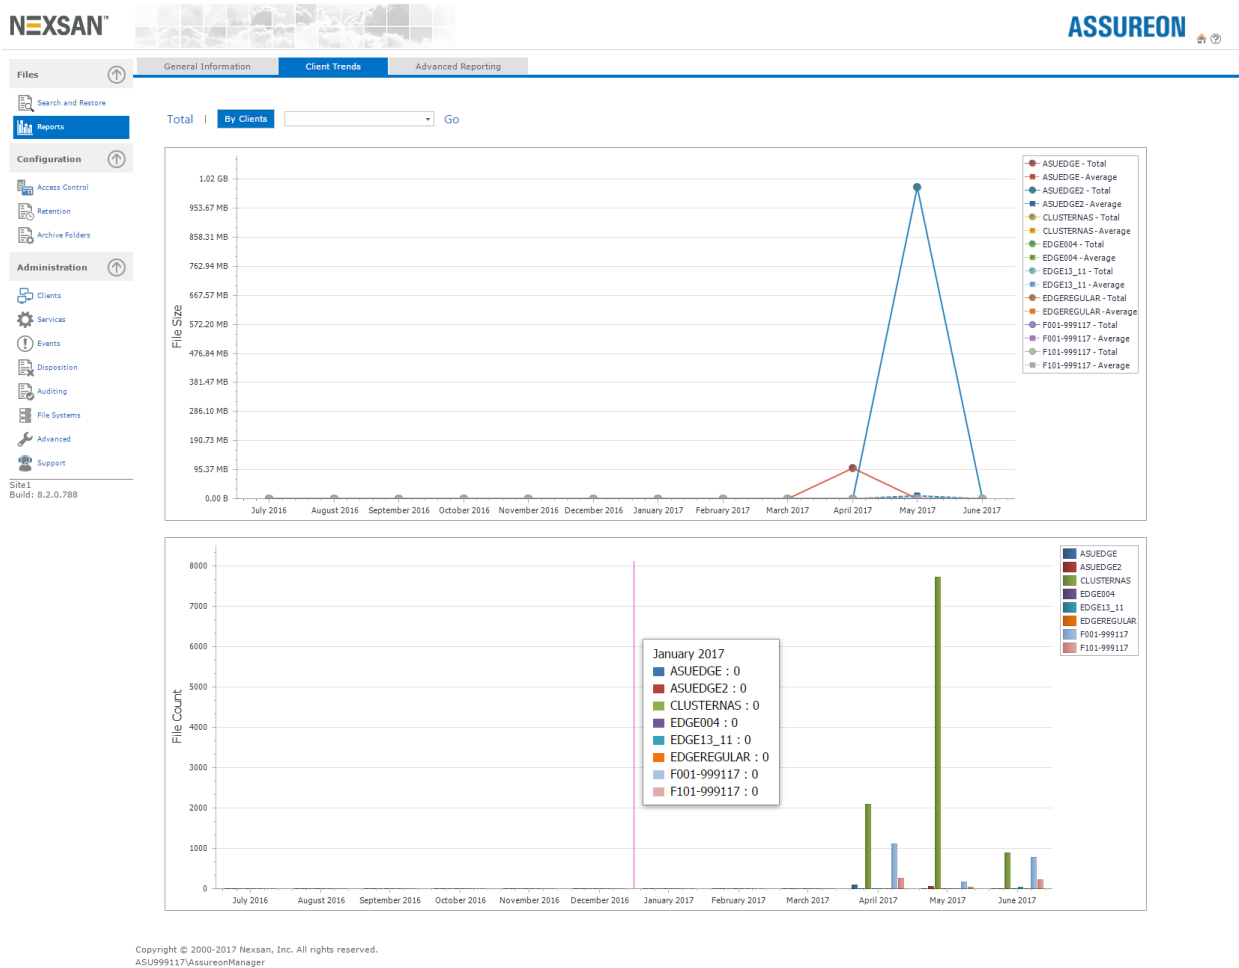 NEXSAN™
ASSUREON
Files
Search and Restore
Reports
Configuration
Access Control
Retention
Archive Folders
Administration
Clients
Services
Events
Disposition
Auditing
File Systems
Advanced
Support
Site1
Build: 8.2.0.788
General Information Client Trends Advanced Reporting
Total | By Clients Go
File Size
1.02 GB
953.67 MB
858.31 MB
762.94 MB
667.57 MB
572.20 MB
476.84 MB
381.47 MB
286.10 MB
190.73 MB
95.37 MB
0.00 B
July 2016 August 2016 September 2016 October 2016 November 2016 December 2016 January 2017 February 2017 March 2017 April 2017 May 2017 June 2017
ASUEDGE - Total
ASUEDGE - Average
ASUEDGE2 - Total
ASUEDGE2 - Average
CLUSTERNAS - Total
CLUSTERNAS - Average
EDGE004 - Total
EDGE004 - Average
EDGE13_11 - Total
EDGE13_11 - Average
EDGEREGULAR - Total
EDGEREGULAR - Average
F001-999117 - Total
F001-999117 - Average
F101-999117 - Total
F101-999117 - Average
File Count
8000
7000
6000
5000
4000
3000
2000
1000
0
July 2016 August 2016 September 2016 October 2016 November 2016 December 2016 January 2017 February 2017 March 2017 April 2017 May 2017 June 2017
January 2017
ASUEDGE : 0
ASUEDGE2 : 0
CLUSTERNAS : 0
EDGE004 : 0
EDGE13_11 : 0
EDGEREGULAR : 0
F001-999117 : 0
F101-999117 : 0
ASUEDGE
ASUEDGE2
CLUSTERNAS
EDGE004
EDGE13_11
EDGEREGULAR
F001-999117
F101-999117
Copyright © 2000-2017 Nexsan, Inc. All rights reserved.
ASU999117\AssureonManager